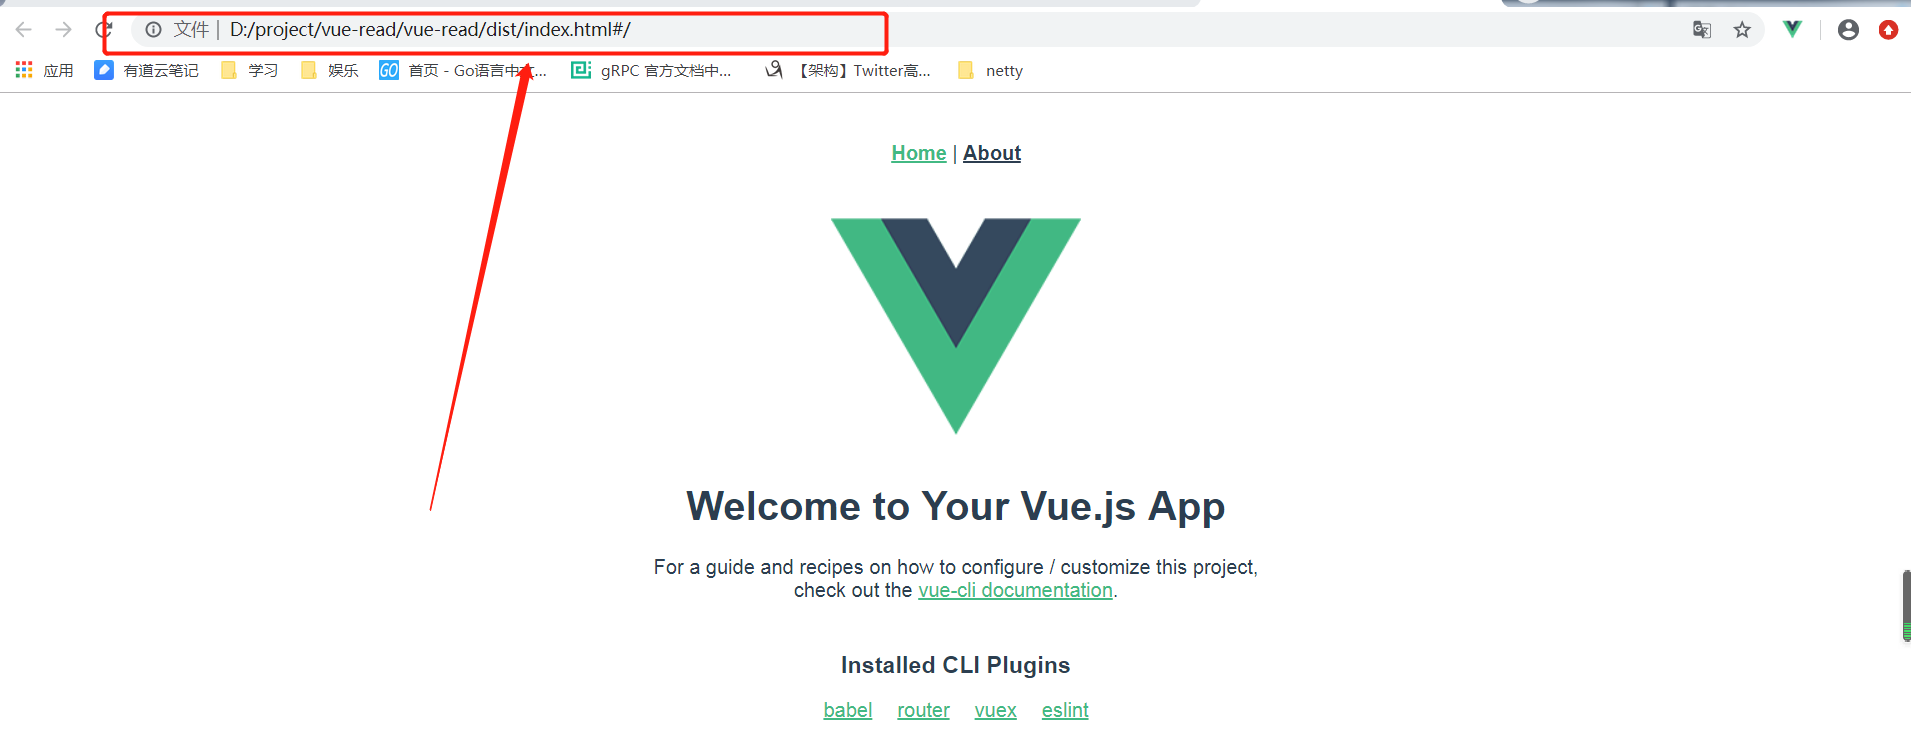 文件 | D:/project/vue-read/vue-read/dist/index.html#/
应用 有道云笔记 学习 娱乐 GO 首页 - Go语言中文... gRPC 官方文档中... 【架构】Twitter高... netty
Home | About
Welcome to Your Vue.js App
For a guide and recipes on how to configure / customize this project,
check out the vue-cli documentation.
Installed CLI Plugins
babel router vuex eslint